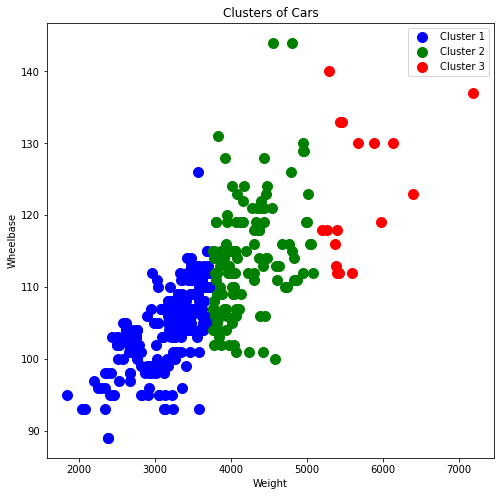 Clusters of Cars
Cluster 1
Cluster 2
Cluster 3
Wheelbase
140
130
120
110
100
90
2000
3000
4000
5000
6000
7000
Weight